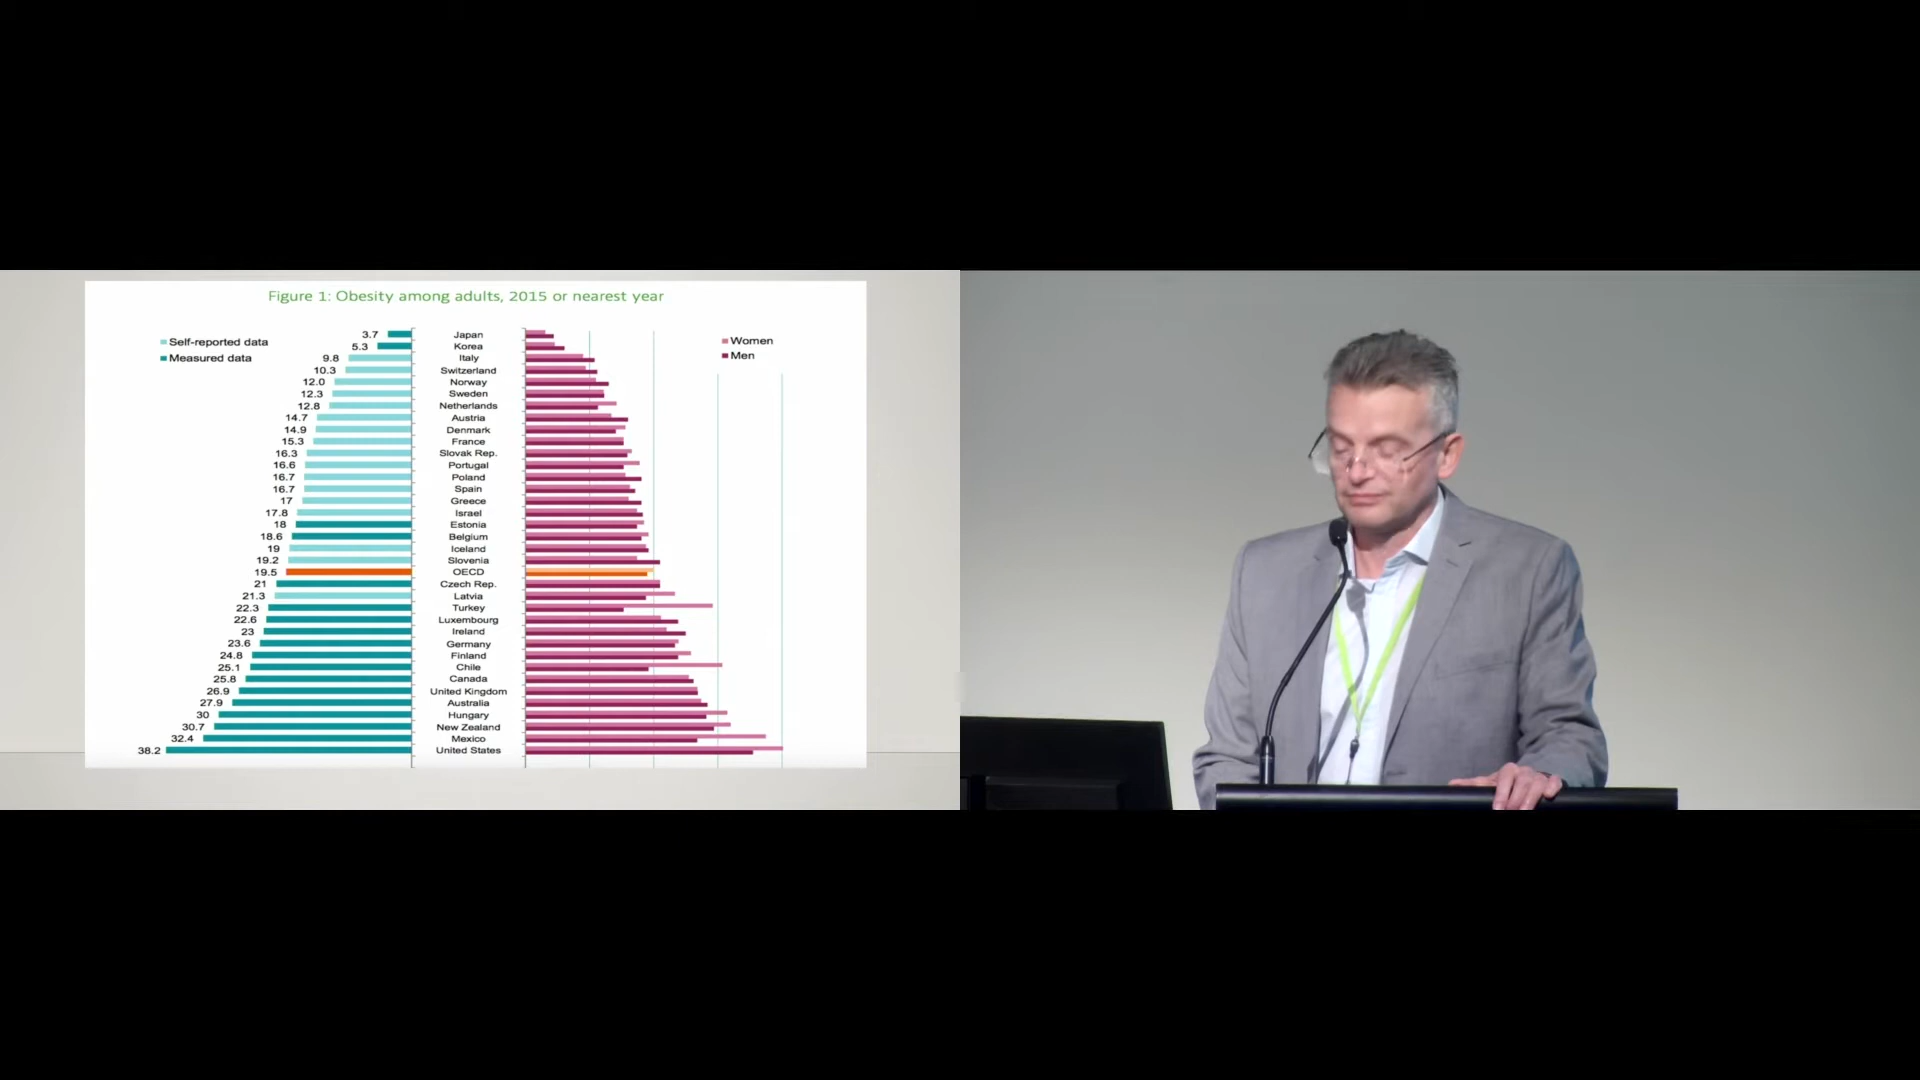 Figure 1: Obesity among adults, 2015 or nearest year
Self-reported data
Measured data
Women
Men
3.7 Japan
5.3 Korea
9.8 Italy
10.3 Switzerland
12.0 Norway
12.3 Sweden
12.8 Netherlands
14.7 Austria
14.9 Denmark
15.3 France
16.3 Slovak Rep.
16.6 Portugal
16.7 Poland
16.7 Spain
17 Greece
17.8 Israel
18 Estonia
18.6 Belgium
19 Iceland
19.2 Slovenia
19.5 OECD
21 Czech Rep.
21.3 Latvia
22.3 Turkey
22.6 Luxembourg
23 Ireland
23.6 Germany
24.8 Finland
25.1 Chile
25.8 Canada
26.9 United Kingdom
27.9 Australia
30 Hungary
30.7 New Zealand
32.4 Mexico
38.2 United States